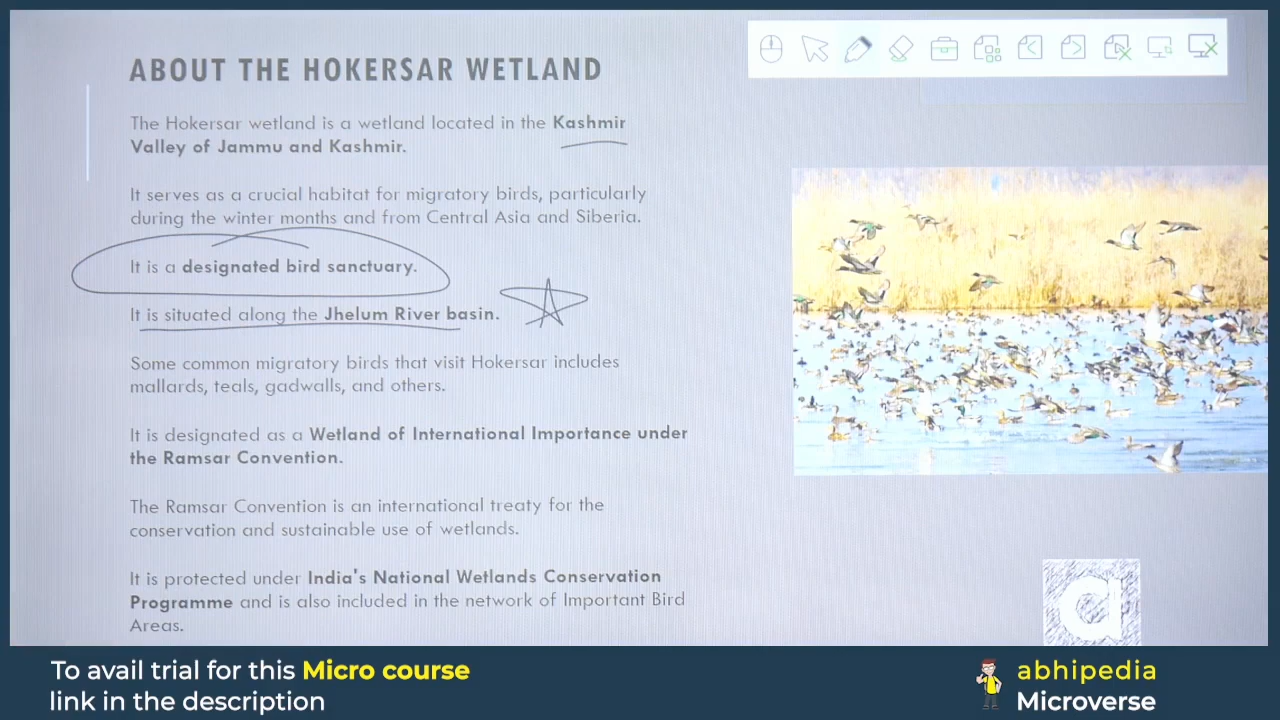 ABOUT THE HOKERSAR WETLAND
The Hokersar wetland is a wetland located in the Kashmir
Valley of Jammu and Kashmir.
It serves as a crucial habitat for migratory birds, particularly
during the winter months and from Central Asia and Siberia.
It is a designated bird sanctuary.
It is situated along the Jhelum River basin.
Some common migratory birds that visit Hokersar includes
mallards, teals, gadwalls, and others.
It is designated as a Wetland of International Importance under
the Ramsar Convention.
The Ramsar Convention is an international treaty for the
conservation and sustainable use of wetlands.
It is protected under India's National Wetlands Conservation
Programme and is also included in the network of Important Bird
Areas.
a
To avail trial for this Micro course
link in the description
abhipedia
Microverse